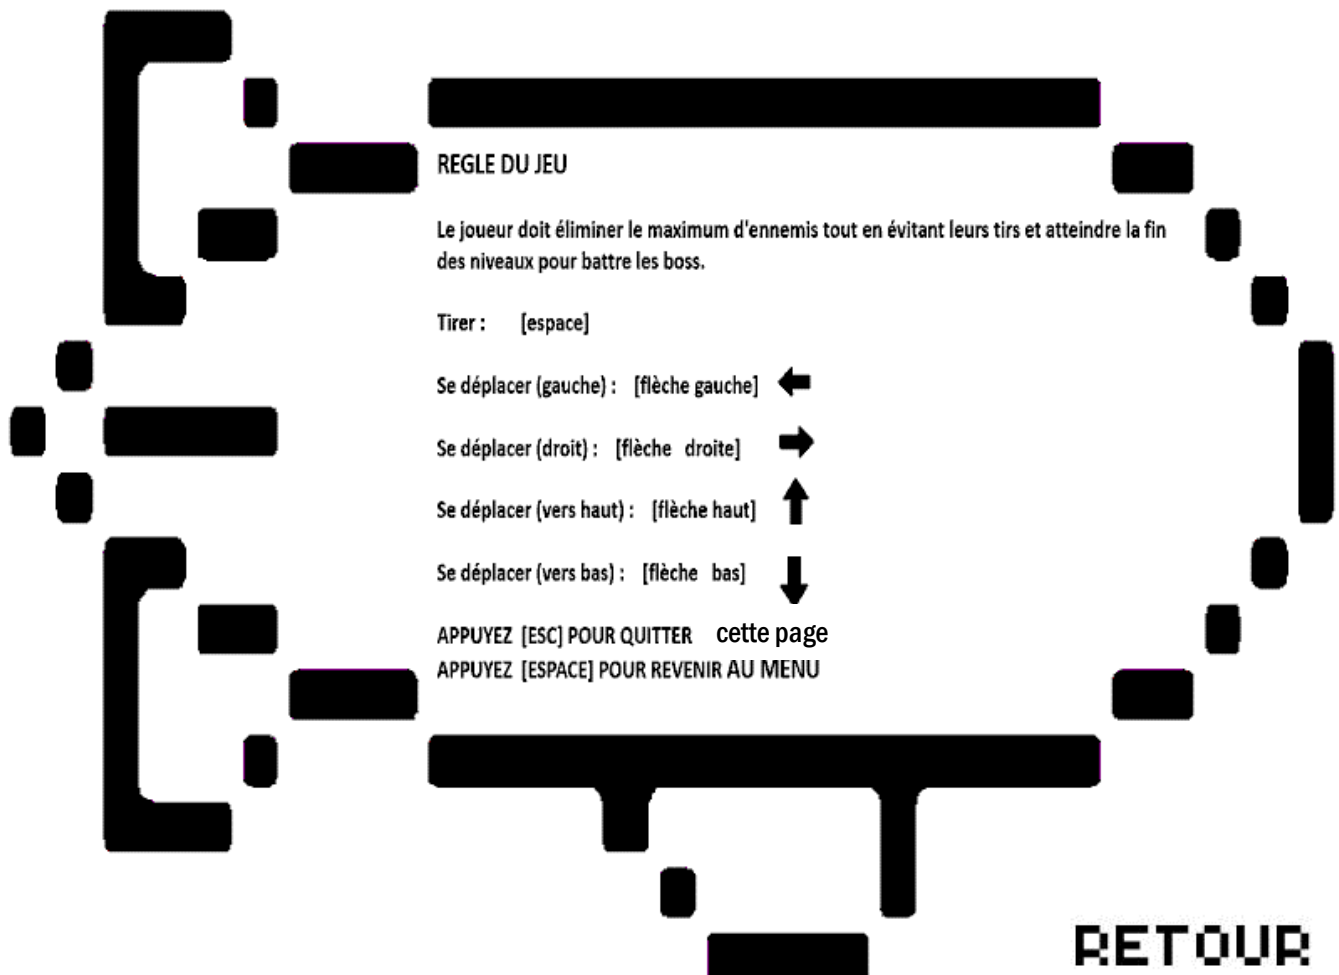 REGLE DU JEU
Le joueur doit éliminer le maximum d'ennemis tout en évitant leurs tirs et atteindre la fin
des niveaux pour battre les boss.
Tirer : [espace]
Se déplacer (gauche) : [flèche gauche]
Se déplacer (droit) : [flèche droite]
Se déplacer (vers haut) : [flèche haut]
Se déplacer (vers bas) : [flèche bas]
APPUYEZ [ESC] POUR QUITTER cette page
APPUYEZ [ESPACE] POUR REVENIR AU MENU
RETOUR